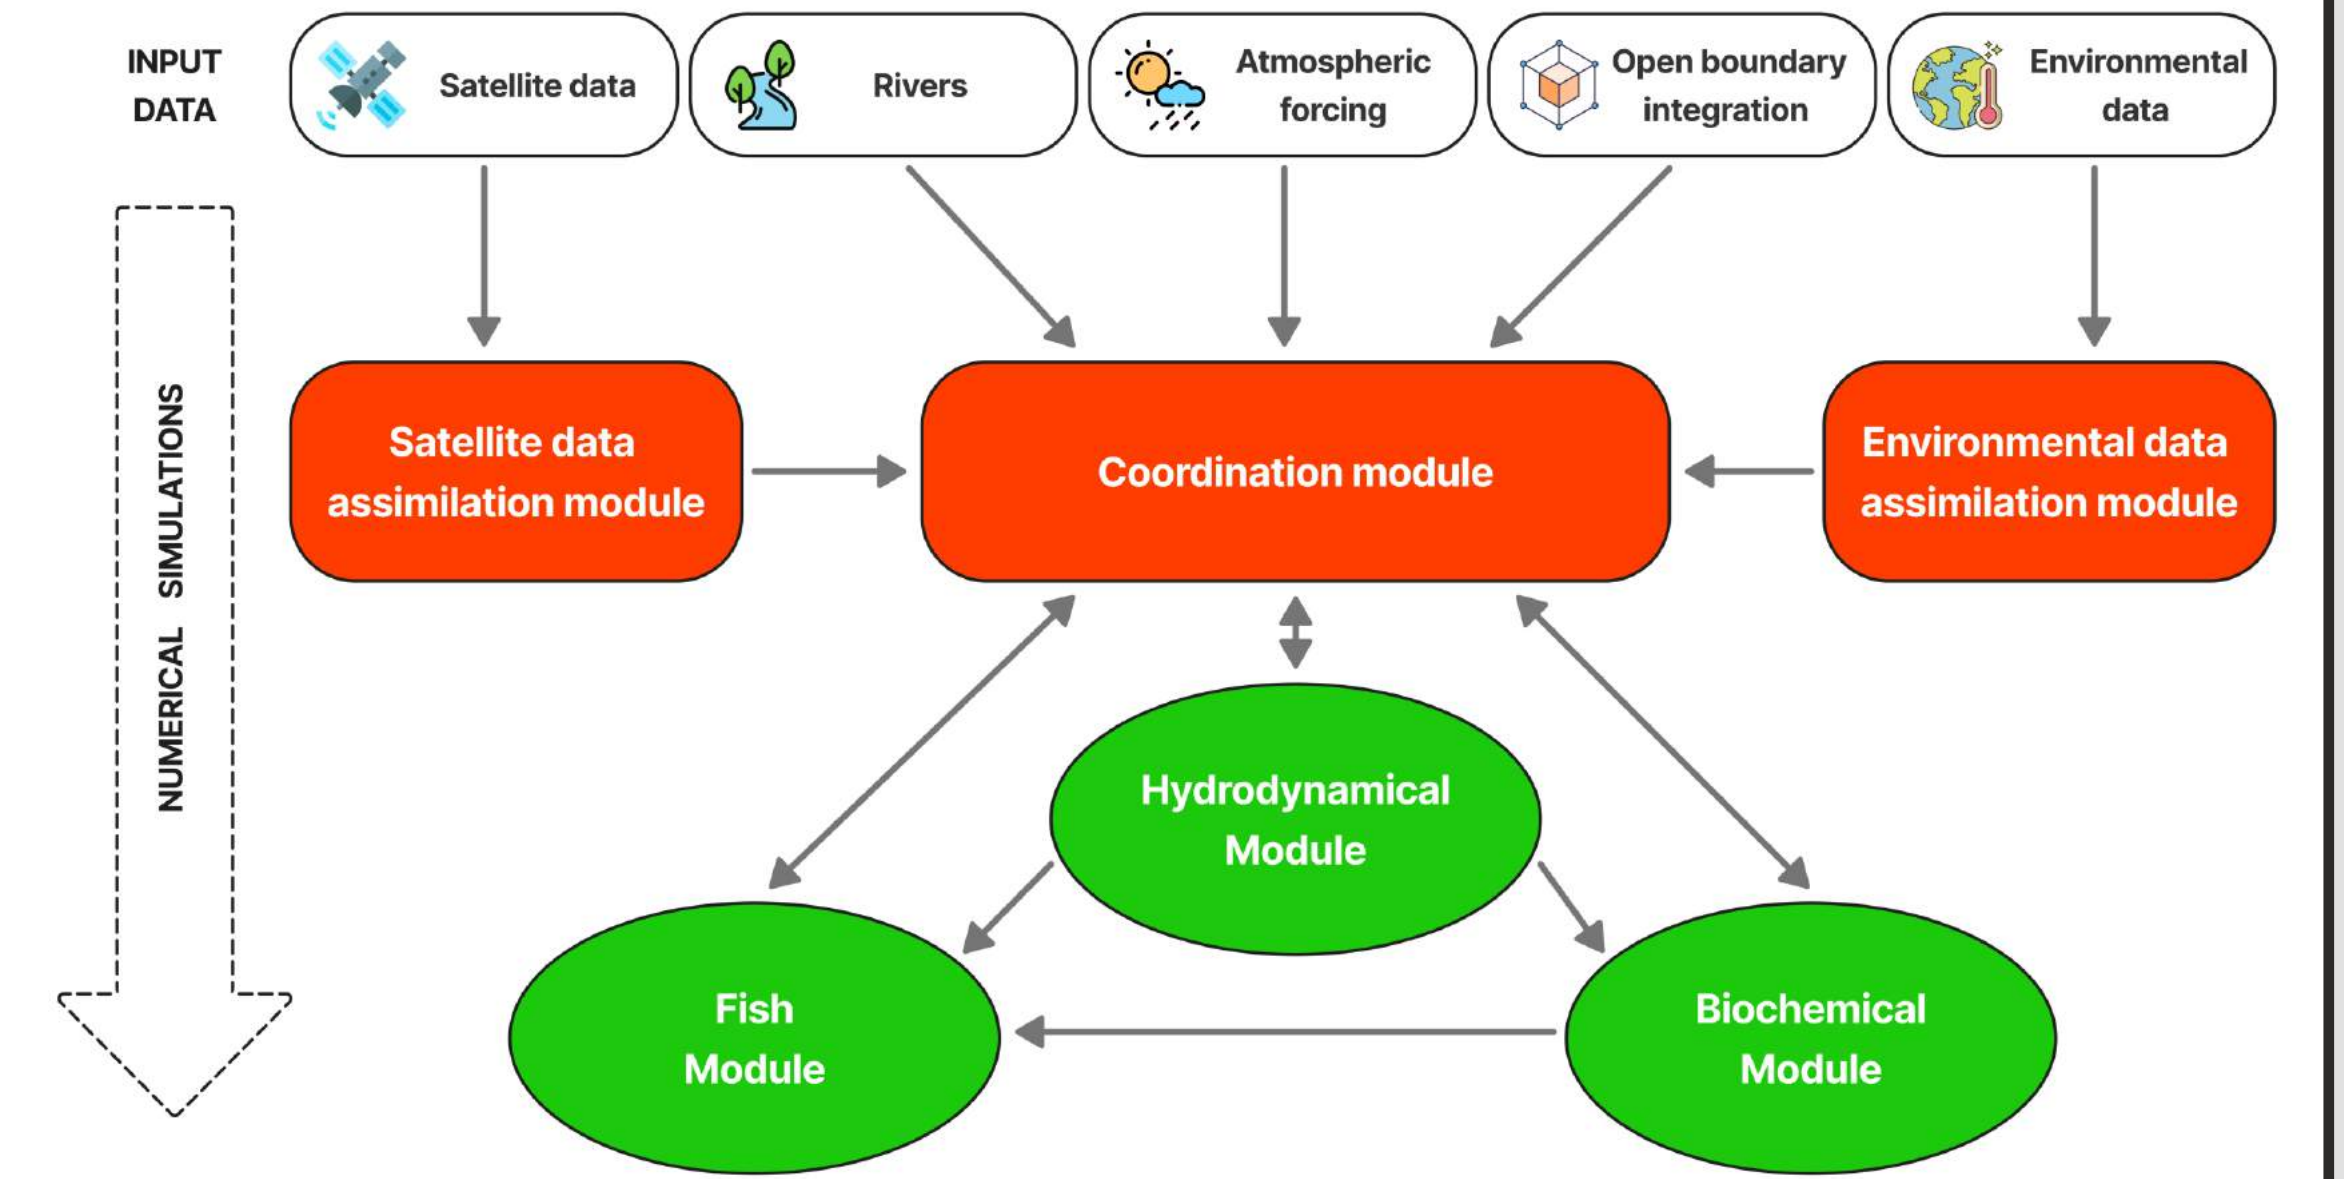 INPUT
DATA
Satellite data
Rivers
Atmospheric
forcing
Open boundary
integration
Environmental
data
NUMERICAL SIMULATIONS
Satellite data
assimilation module
Coordination module
Environmental data
assimilation module
Hydrodynamical
Module
Fish
Module
Biochemical
Module